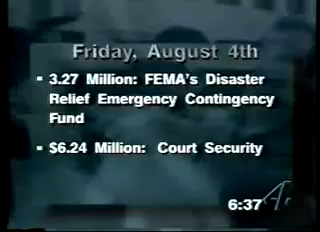 Friday, August 4th
- 3.27 Million: FEMA's Disaster
Relief Emergency Contingency
Fund
- $6.24 Million: Court Security
6:37